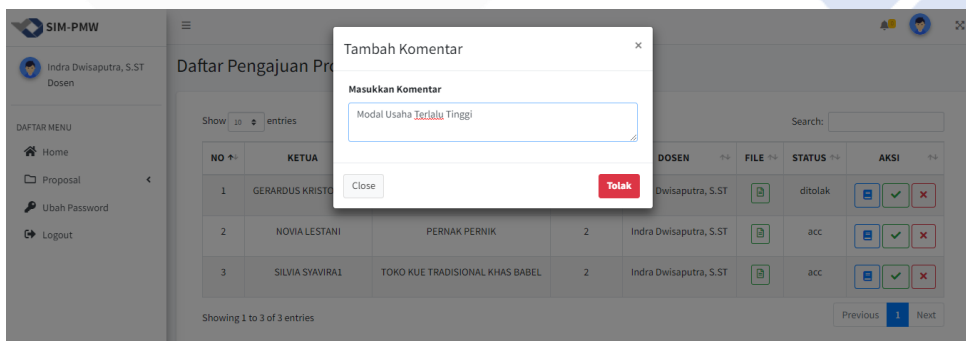 SIM-PMW
Indra Dwisaputra, S.ST
Dosen
DAFTAR MENU
Home
Proposal
Ubah Password
Logout
Daftar Pengajuan Pro
Tambah Komentar ×
Masukkan Komentar
Modal Usaha Terlalu Tinggi
Close Tolak
Show 10 entries Search:
NO KETUA DOSEN FILE STATUS AKSI
1 GERARDUS KRISTO Dwisaputra, S.ST ditolak
2 NOVIA LESTANI PERNAK PERNIK 2 Indra Dwisaputra, S.ST acc
3 SILVIA SYAVIRA1 TOKO KUE TRADISIONAL KHAS BABEL 2 Indra Dwisaputra, S.ST acc
Showing 1 to 3 of 3 entries Previous 1 Next